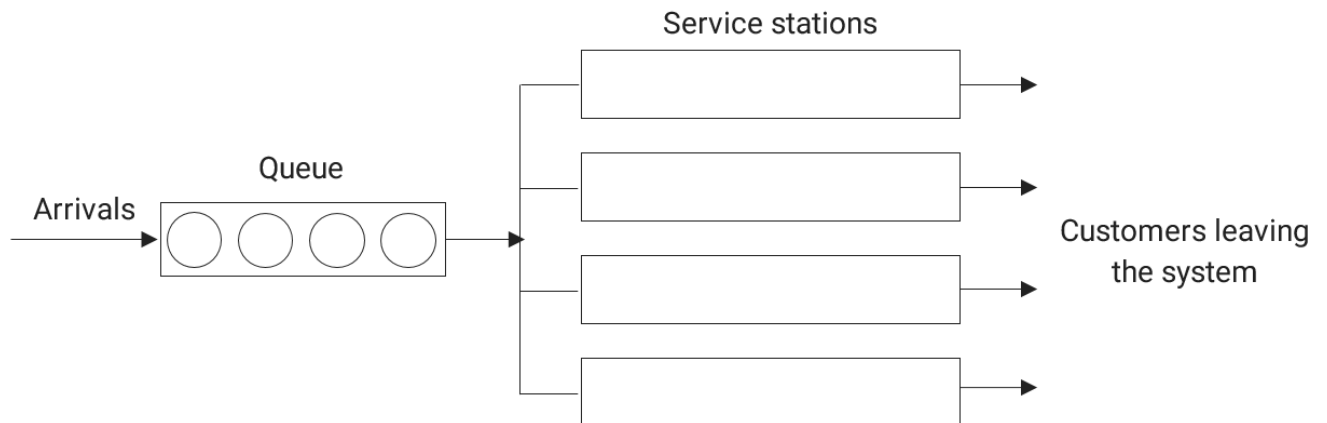 Service stations
Queue
Arrivals
Customers leaving
the system